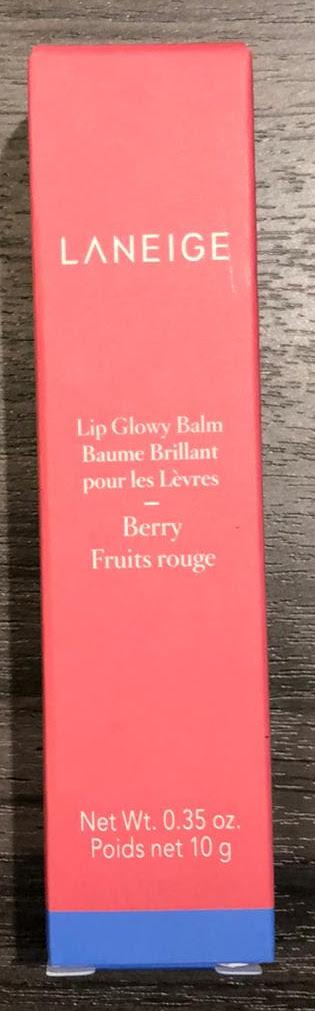 LANEIGE
Lip Glowy Balm
Baume Brillant
pour les Lèvres
Berry
Fruits rouge
Net Wt. 0.35 oz.
Poids net 10 g